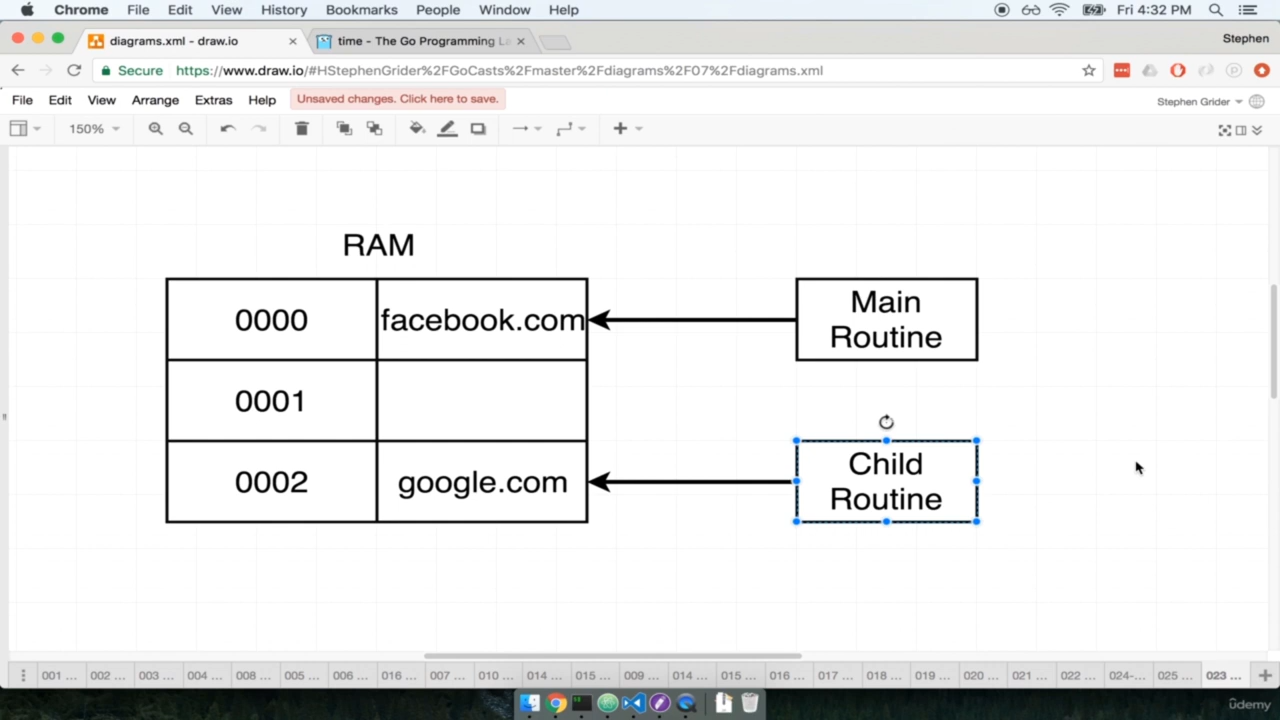 Chrome File Edit View History Bookmarks People Window Help Fri 4:32 PM
diagrams.xml - draw.io time - The Go Programming La Stephen
Secure https://www.draw.io/#HStephenGrider%2FGoCasts%2Fmaster%2Fdiagrams%2F07%2Fdiagrams.xml
File Edit View Arrange Extras Help Unsaved changes. Click here to save. Stephen Grider
150%
RAM
0000 facebook.com
Main
Routine
0001
0002 google.com
Child
Routine
001 ... 002 ... 003 ... 004 ... 008 ... 005 ... 006 ... 016 ... 007 ... 010 ... 014 ... 015 ... 009 ... 014 ... 015 ... 016 ... 017 ... 018 ... 019 ... 020 ... 021 ... 022 ... 024-... 025 ... 023 ...
ûdemy